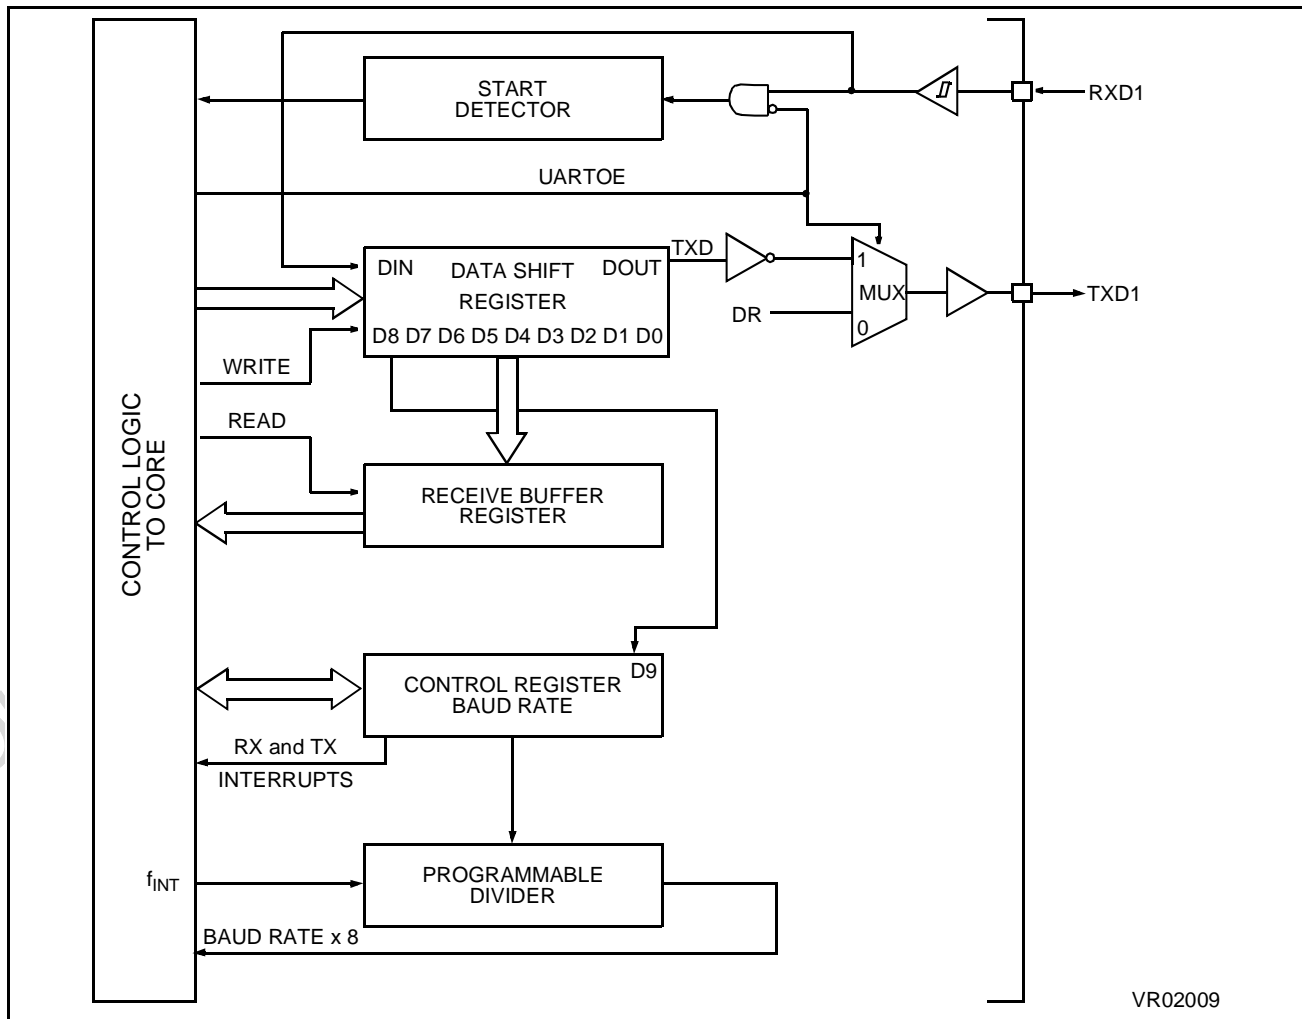 START
DETECTOR
RXD1
UARTOE
TXD
DIN DATA SHIFT DOUT
REGISTER
D8 D7 D6 D5 D4 D3 D2 D1 D0
1
MUX
0
DR
TXD1
WRITE
READ
CONTROL LOGIC
TO CORE
RECEIVE BUFFER
REGISTER
D9
CONTROL REGISTER
BAUD RATE
RX and TX
INTERRUPTS
fINT
PROGRAMMABLE
DIVIDER
BAUD RATE x 8
VR02009